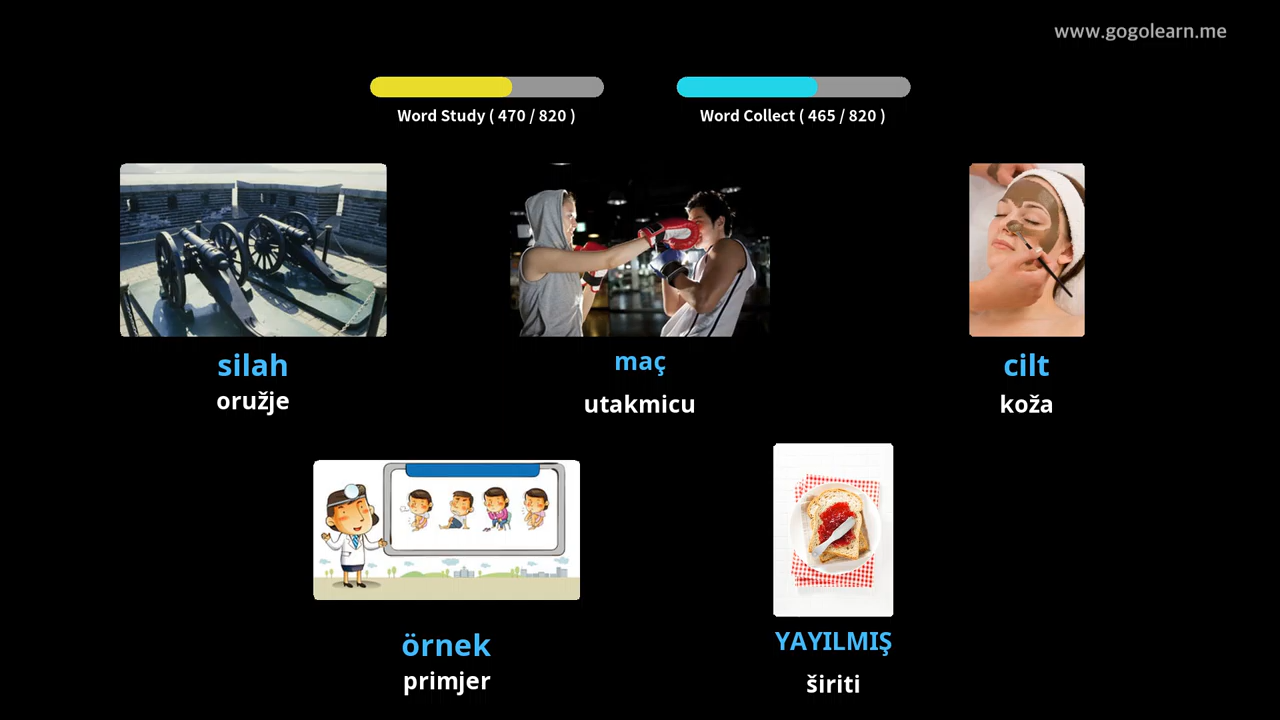 www.gogolearn.me
Word Study ( 470 / 820 )
Word Collect ( 465 / 820 )
silah
oružje
maç
utakmicu
cilt
koža
örnek
primjer
YAYILMIŞ
širiti